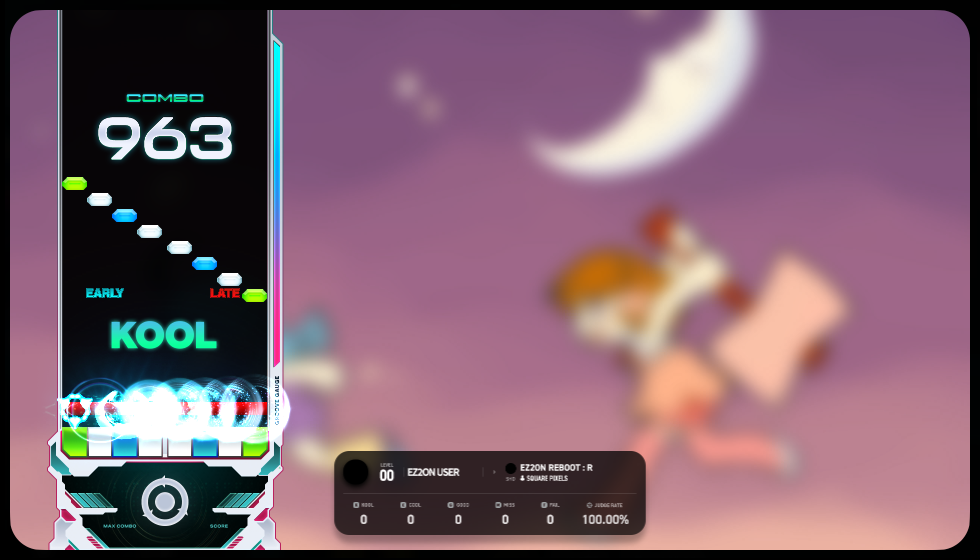 COMBO
963
EARLY
LATE
KOOL
GROOVE GAUGE
MAX COMBO
SCORE
LEVEL
00
EZ2ON USER
EZ2ON REBOOT : R
SQUARE PIXELS
KOOL
COOL
GOOD
MISS
FAIL
JUDGE RATE
0
0
0
0
0
100.00%